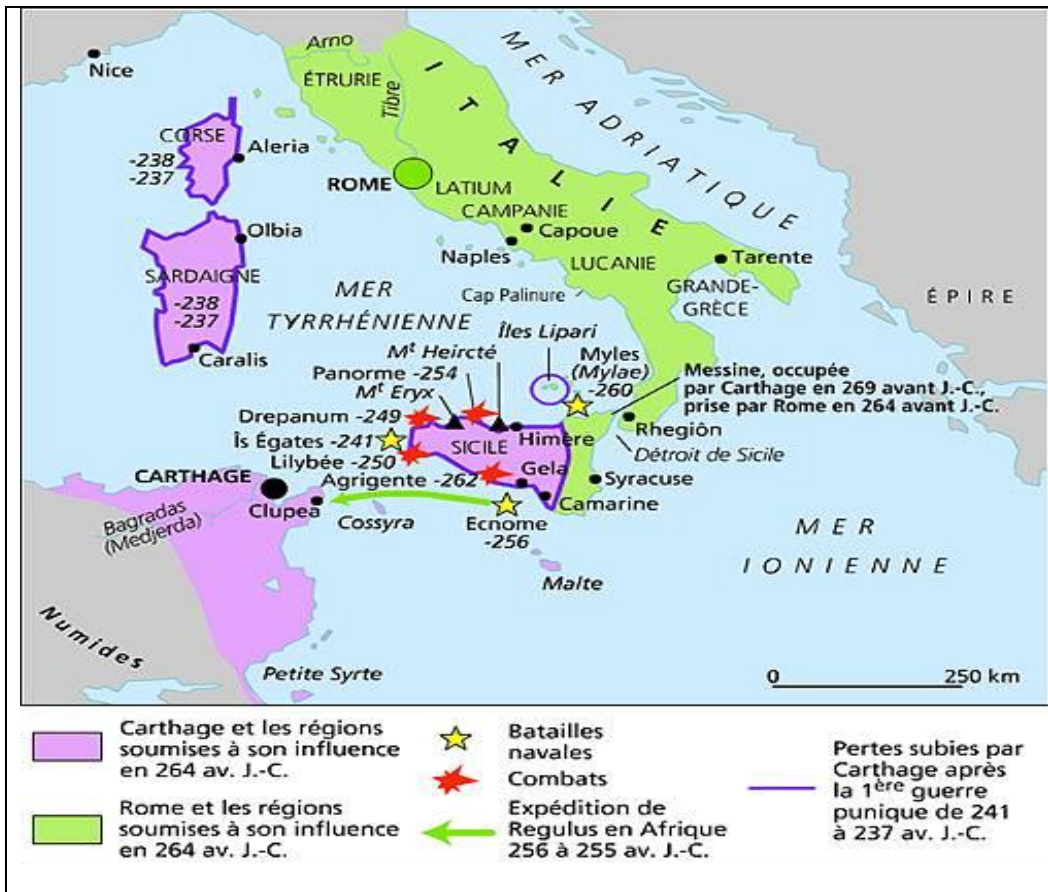 Nice
Arno
ÉTRURIE
Tibre
ITALIE
MER ADRIATIQUE
CORSE
-238
-237
Aleria
ROME
LATIUM
CAMPANIE
Capoue
Naples
LUCANIE
Tarente
GRANDE-
GRÈCE
ÉPIRE
Olbia
SARDAIGNE
-238
-237
Caralis
MER
TYRRHÉNIENNE
Cap Palinure
Îles Lipari
Mt Heircté
Panorme -254
Mt Eryx
Myles
(Mylae)
-260
Messine, occupée
par Carthage en 269 avant J.-C.,
prise par Rome en 264 avant J.-C.
Drepanum -249
Îs Égates -241
Lilybée -250
Agrigente -262
SICILE
Himère
Gela
Rhegiôn
Détroit de Sicile
Syracuse
Camarine
CARTHAGE
Clupea
Bagradas
(Medjerda)
Cossyra
Ecnome
-256
Malte
MER
IONIENNE
Numides
Petite Syrte
0 250 km
Carthage et les régions
soumises à son influence
en 264 av. J.-C.
Rome et les régions
soumises à son influence
en 264 av. J.-C.
Batailles
navales
Combats
Expédition de
Regulus en Afrique
256 à 255 av. J.-C.
Pertes subies par
Carthage après
la 1ère guerre
punique de 241
à 237 av. J.-C.